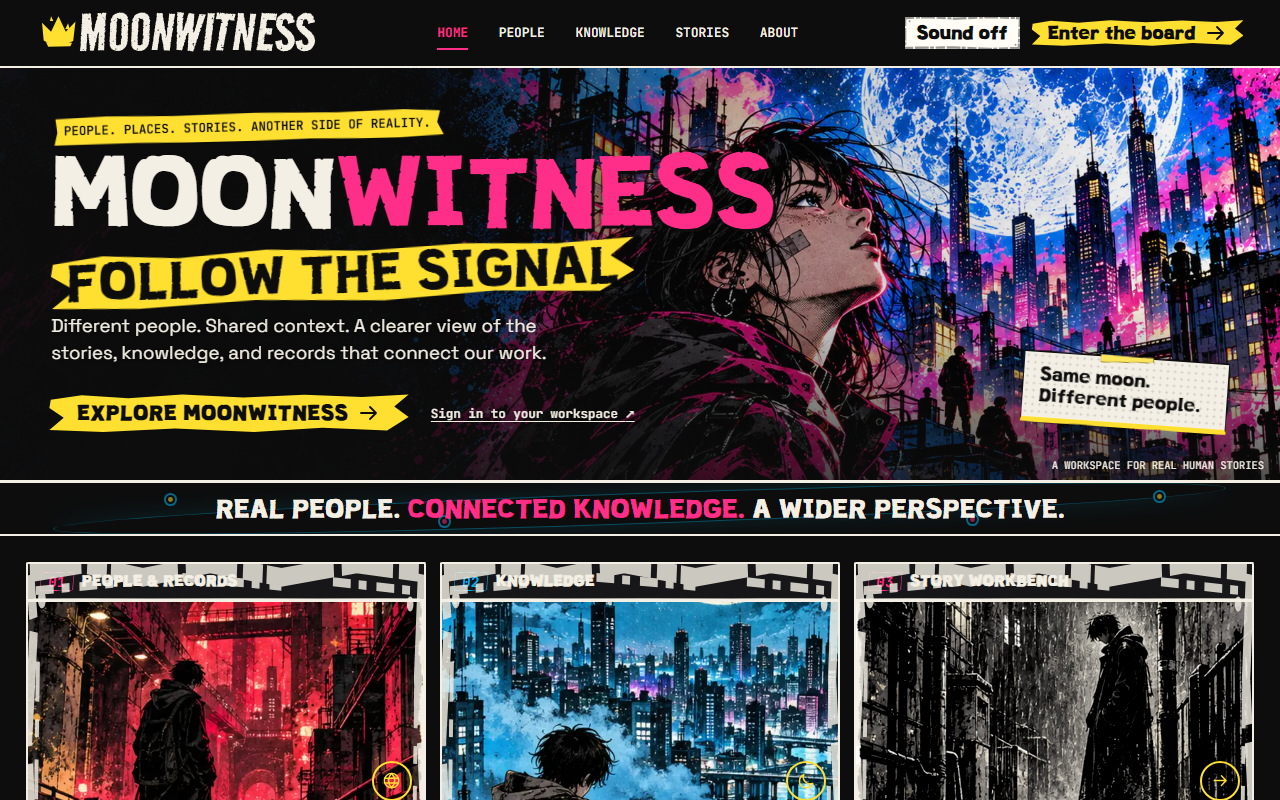 MOONWITNESS
HOME PEOPLE KNOWLEDGE STORIES ABOUT
Sound off
Enter the board →
PEOPLE. PLACES. STORIES. ANOTHER SIDE OF REALITY.
MOONWITNESS
FOLLOW THE SIGNAL
Different people. Shared context. A clearer view of the
stories, knowledge, and records that connect our work.
EXPLORE MOONWITNESS →
Sign in to your workspace ↗
Same moon.
Different people.
A WORKSPACE FOR REAL HUMAN STORIES
REAL PEOPLE. CONNECTED KNOWLEDGE. A WIDER PERSPECTIVE.
01 PEOPLE & RECORDS
02 KNOWLEDGE
03 STORY WORKBENCH